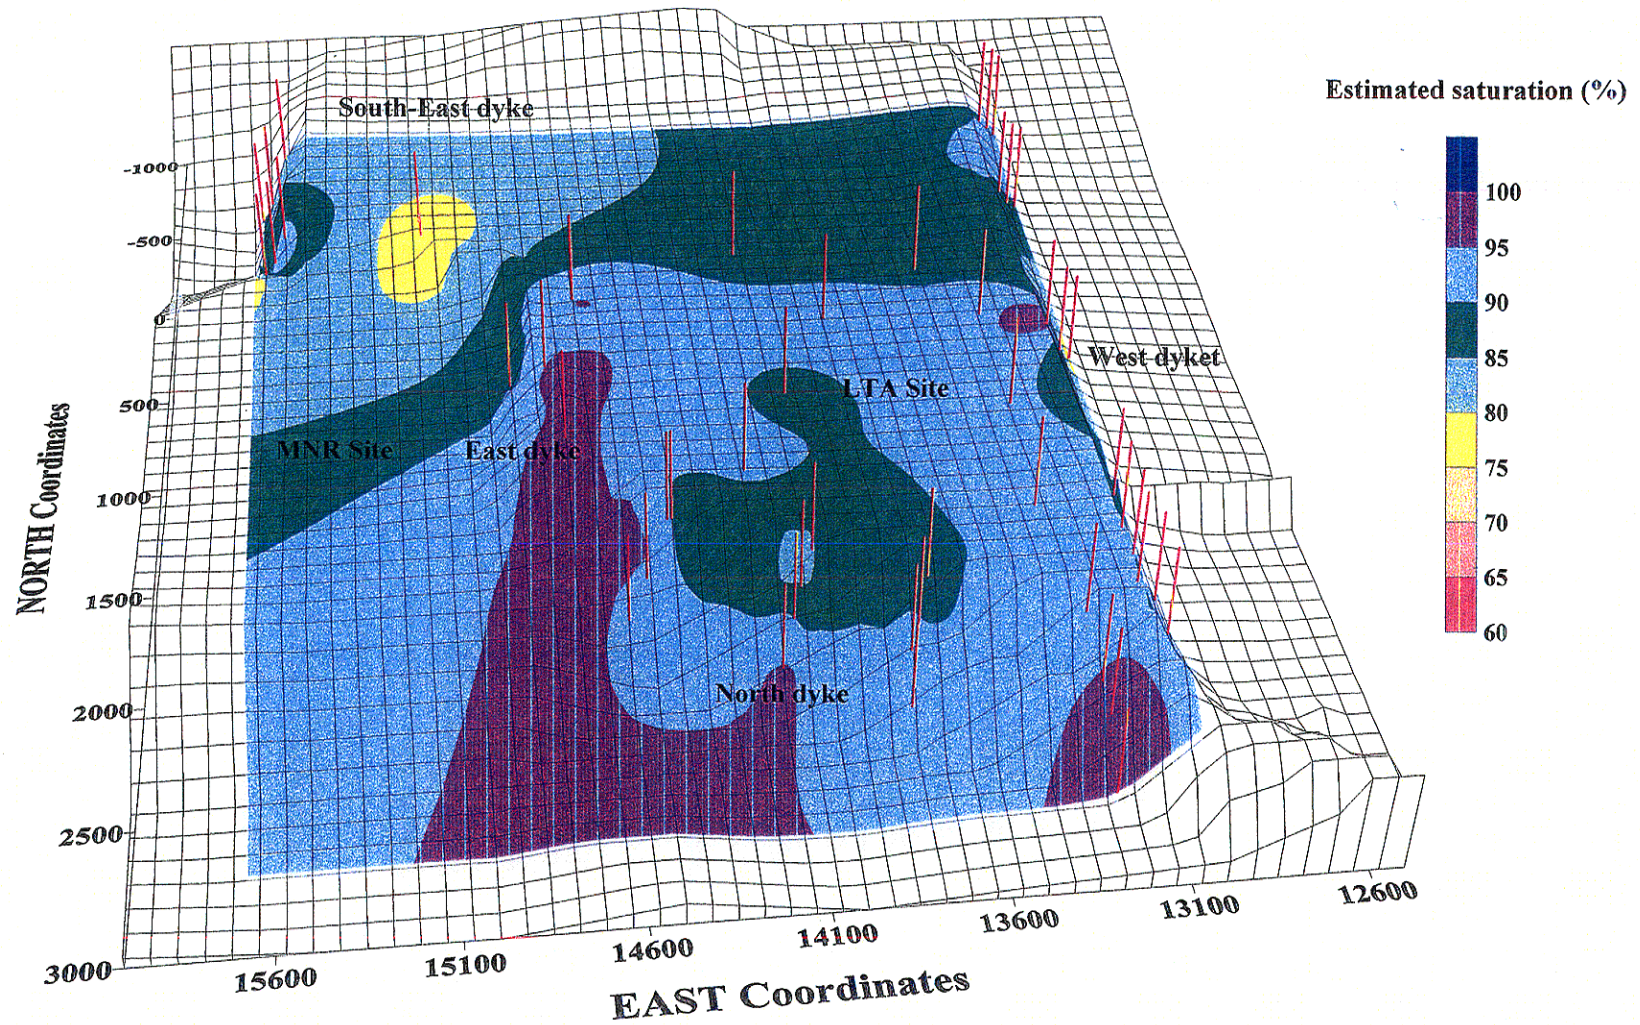 South-East dyke
Estimated saturation (%)
100
95
90
85
80
75
70
65
60
-1000
-500
0
500
1000
1500
2000
2500
3000
NORTH Coordinates
West dyket
LTA Site
MNR Site
East dyke
North dyke
15600
15100
14600
14100
13600
13100
12600
EAST Coordinates